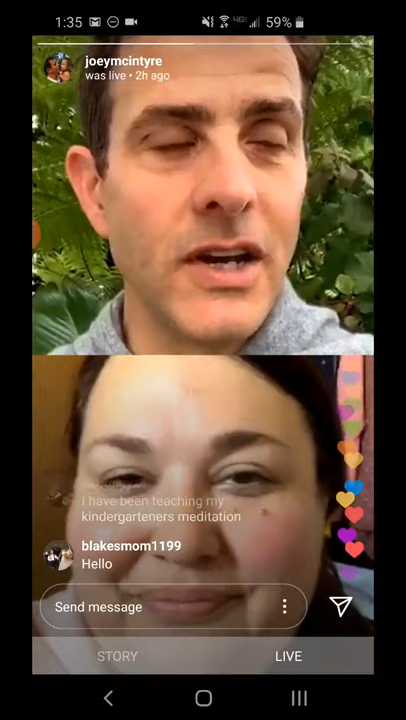 1:35
59%
joeymcintyre
was live • 2h ago
I have been teaching my
kindergarteners meditation
blakesmom1199
Hello
Send message
STORY
LIVE